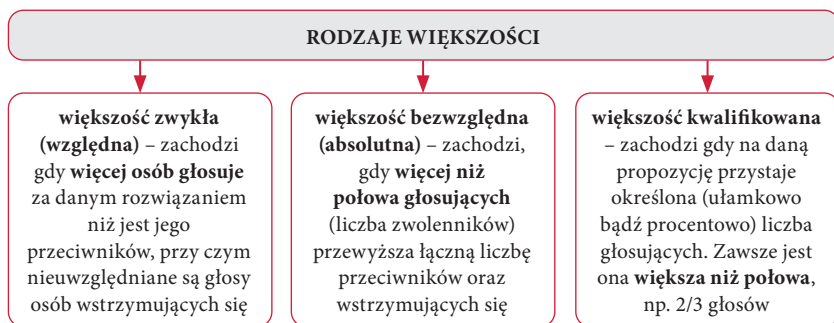 RODZAJE WIĘKSZOŚCI
większość zwykła
(względna) – zachodzi
gdy więcej osób głosuje
za danym rozwiązaniem
niż jest jego
przeciwników, przy czym
nieuwzględniane są głosy
osób wstrzymujących się
większość bezwzględna
(absolutna) – zachodzi,
gdy więcej niż
połowa głosujących
(liczba zwolenników)
przewyższa łączną liczbę
przeciwników oraz
wstrzymujących się
większość kwalifikowana
– zachodzi gdy na daną
propozycję przystaje
określona (ułamkowo
bądź procentowo) liczba
głosujących. Zawsze jest
ona większa niż połowa,
np. 2/3 głosów